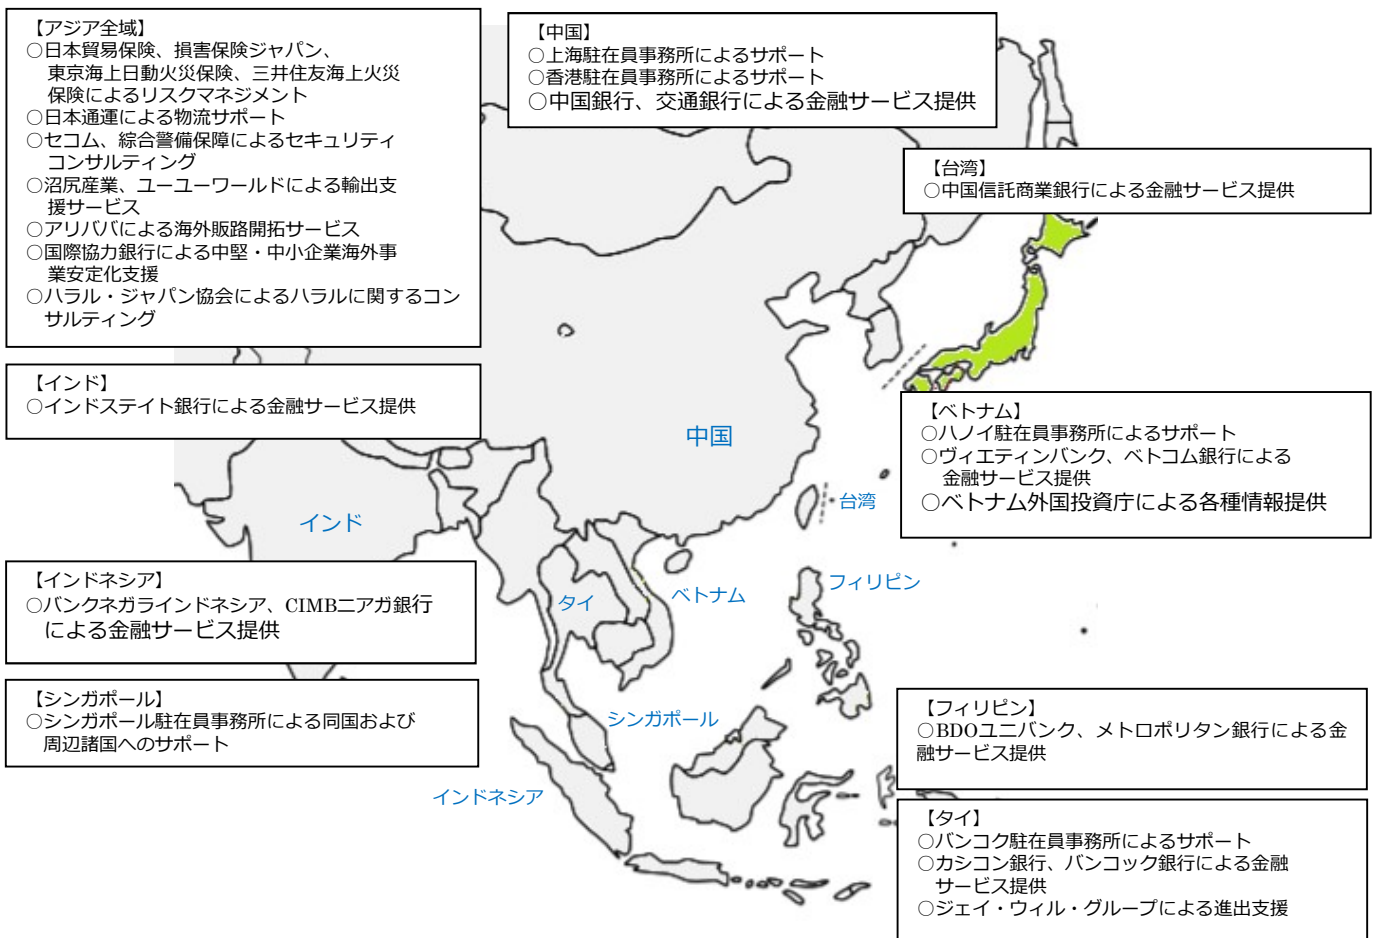 【アジア全域】
○日本貿易保険、損害保険ジャパン、
東京海上日動火災保険、三井住友海上火災
保険によるリスクマネジメント
○日本通運による物流サポート
○セコム、綜合警備保障によるセキュリティ
コンサルティング
○沼尻産業、ユーユーワールドによる輸出支
援サービス
○アリババによる海外販路開拓サービス
○国際協力銀行による中堅・中小企業海外事
業安定化支援
○ハラル・ジャパン協会によるハラルに関するコン
サルティング
【中国】
○上海駐在員事務所によるサポート
○香港駐在員事務所によるサポート
○中国銀行、交通銀行による金融サービス提供
【台湾】
○中国信託商業銀行による金融サービス提供
【インド】
○インドステイト銀行による金融サービス提供
【ベトナム】
○ハノイ駐在員事務所によるサポート
○ヴィエティンバンク、ベトコム銀行による
金融サービス提供
○ベトナム外国投資庁による各種情報提供
中国
台湾
インド
【インドネシア】
○バンクネガラインドネシア、CIMBニアガ銀行
による金融サービス提供
タイ
ベトナム
フィリピン
【シンガポール】
○シンガポール駐在員事務所による同国および
周辺諸国へのサポート
シンガポール
インドネシア
【フィリピン】
○BDOユニバンク、メトロポリタン銀行による金
融サービス提供
【タイ】
○バンコク駐在員事務所によるサポート
○カシコン銀行、バンコック銀行による金融
サービス提供
○ジェイ・ウィル・グループによる進出支援